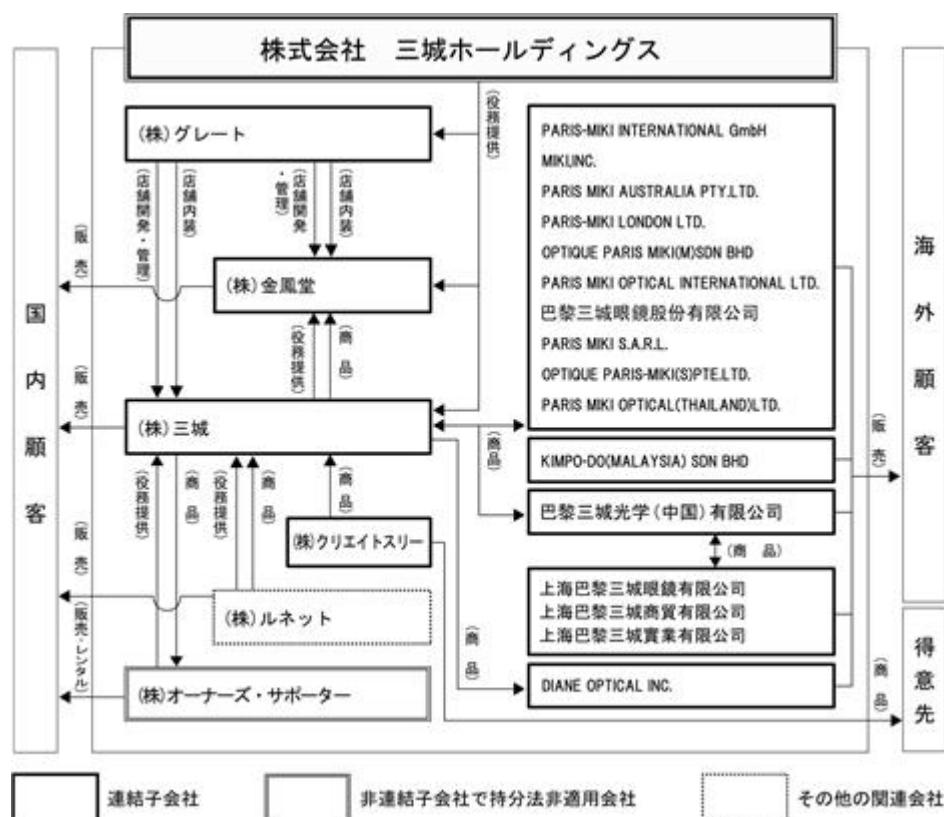 株式会社 三城ホールディングス
国内顧客
海外顧客
得意先
(役務提供)
(株)グレート
(店舗開発・管理)
(店舗内装)
(店舗開発・管理)
(店舗内装)
(販売)
(株)金鳳堂
(役務提供)
(商品)
(販売)
(株)三城
(商品)
(役務提供)
(商品)
(役務提供)
(商品)
(商品)
(株)クリエイトスリー
(販売)
(株)ルネット
(販売・レンタル)
(株)オーナーズ・サポーター
(商品)
PARIS-MIKI INTERNATIONAL GmbH
MIKI,INC.
PARIS MIKI AUSTRALIA PTY.LTD.
PARIS-MIKI LONDON LTD.
OPTIQUE PARIS MIKI(M)SDN BHD
PARIS MIKI OPTICAL INTERNATIONAL LTD.
巴黎三城眼鏡股份有限公司
PARIS MIKI S.A.R.L.
OPTIQUE PARIS-MIKI(S)PTE.LTD.
PARIS MIKI OPTICAL(THAILAND)LTD.
KIMPO-DO(MALAYSIA) SDN BHD
(販売)
巴黎三城光学(中国)有限公司
(商 品)
上海巴黎三城眼鏡有限公司
上海巴黎三城商貿有限公司
上海巴黎三城實業有限公司
DIANE OPTICAL INC.
(商品)
連結子会社
非連結子会社で持分法非適用会社
その他の関連会社